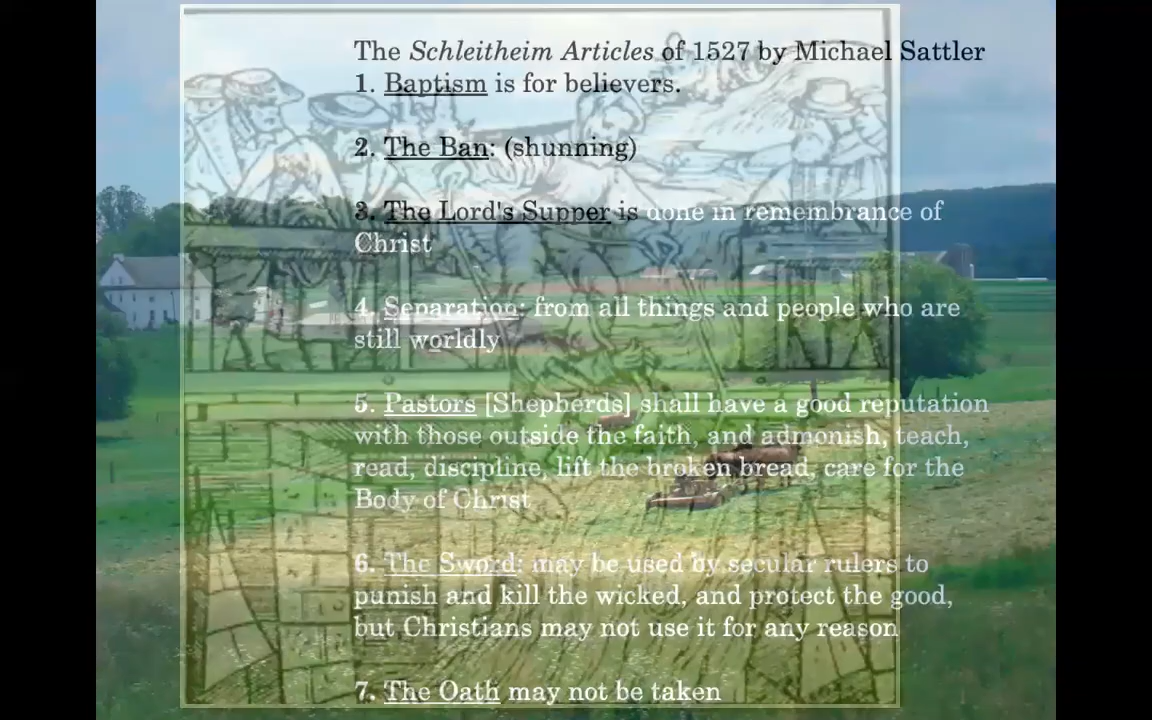 The Schleitheim Articles of 1527 by Michael Sattler
1. Baptism is for believers.
2. The Ban: (shunning)
3. The Lord's Supper is done in remembrance of
Christ
4. Separation: from all things and people who are
still worldly
5. Pastors [Shepherds] shall have a good reputation
with those outside the faith, and admonish, teach,
read, discipline, lift the broken bread, care for the
Body of Christ
6. The Sword: may be used by secular rulers to
punish and kill the wicked, and protect the good,
but Christians may not use it for any reason
7. The Oath may not be taken